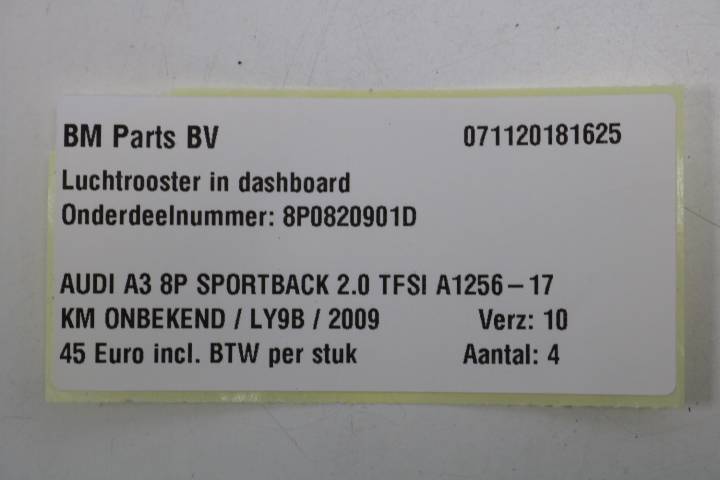 BM Parts BV 071120181625
Luchtrooster in dashboard
Onderdeelnummer: 8P0820901D
AUDI A3 8P SPORTBACK 2.0 TFSI A1256-17
KM ONBEKEND / LY9B / 2009 Verz: 10
45 Euro incl. BTW per stuk Aantal: 4